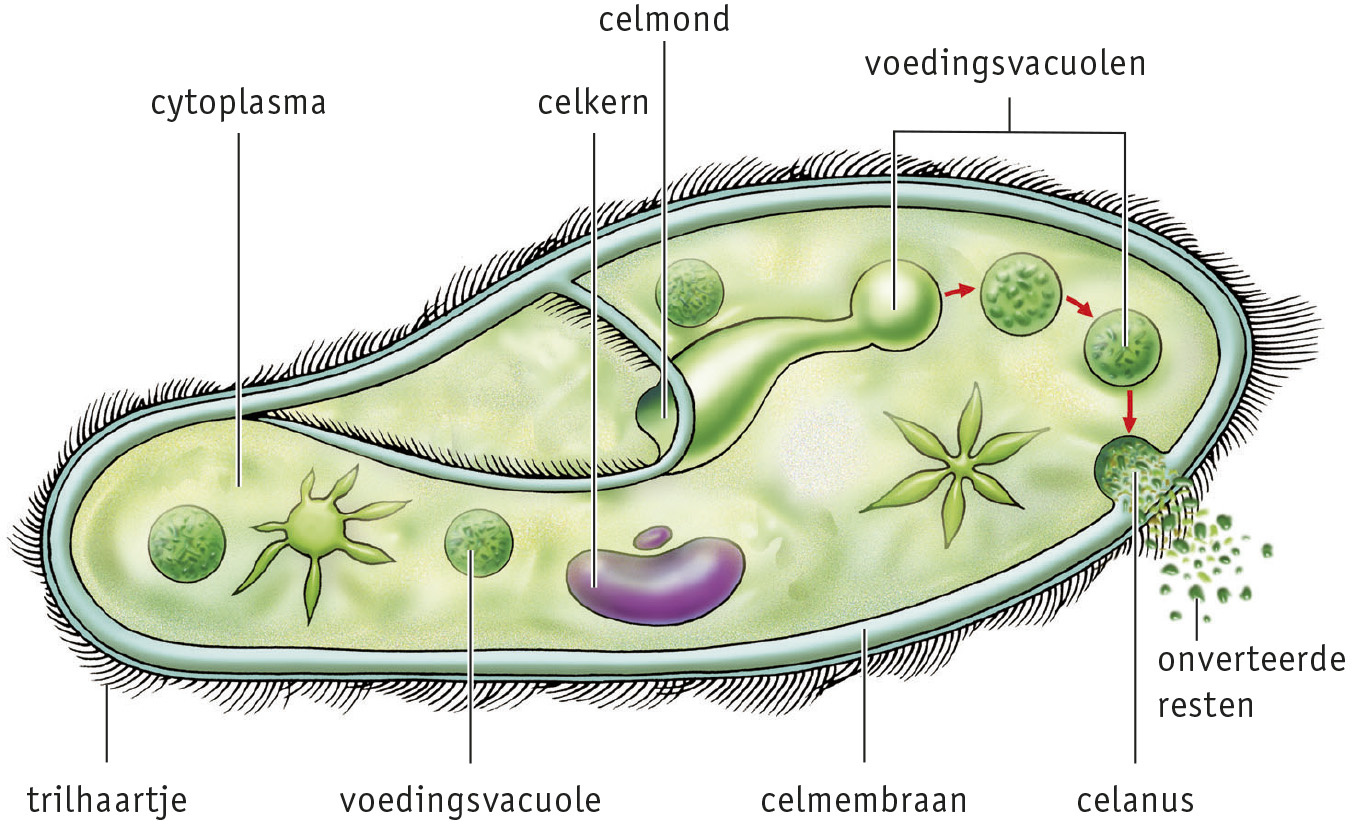 celmond
voedingsvacuolen
cytoplasma
celkern
onverteerde
resten
trilhaartje
voedingsvacuole
celmembraan
celanus